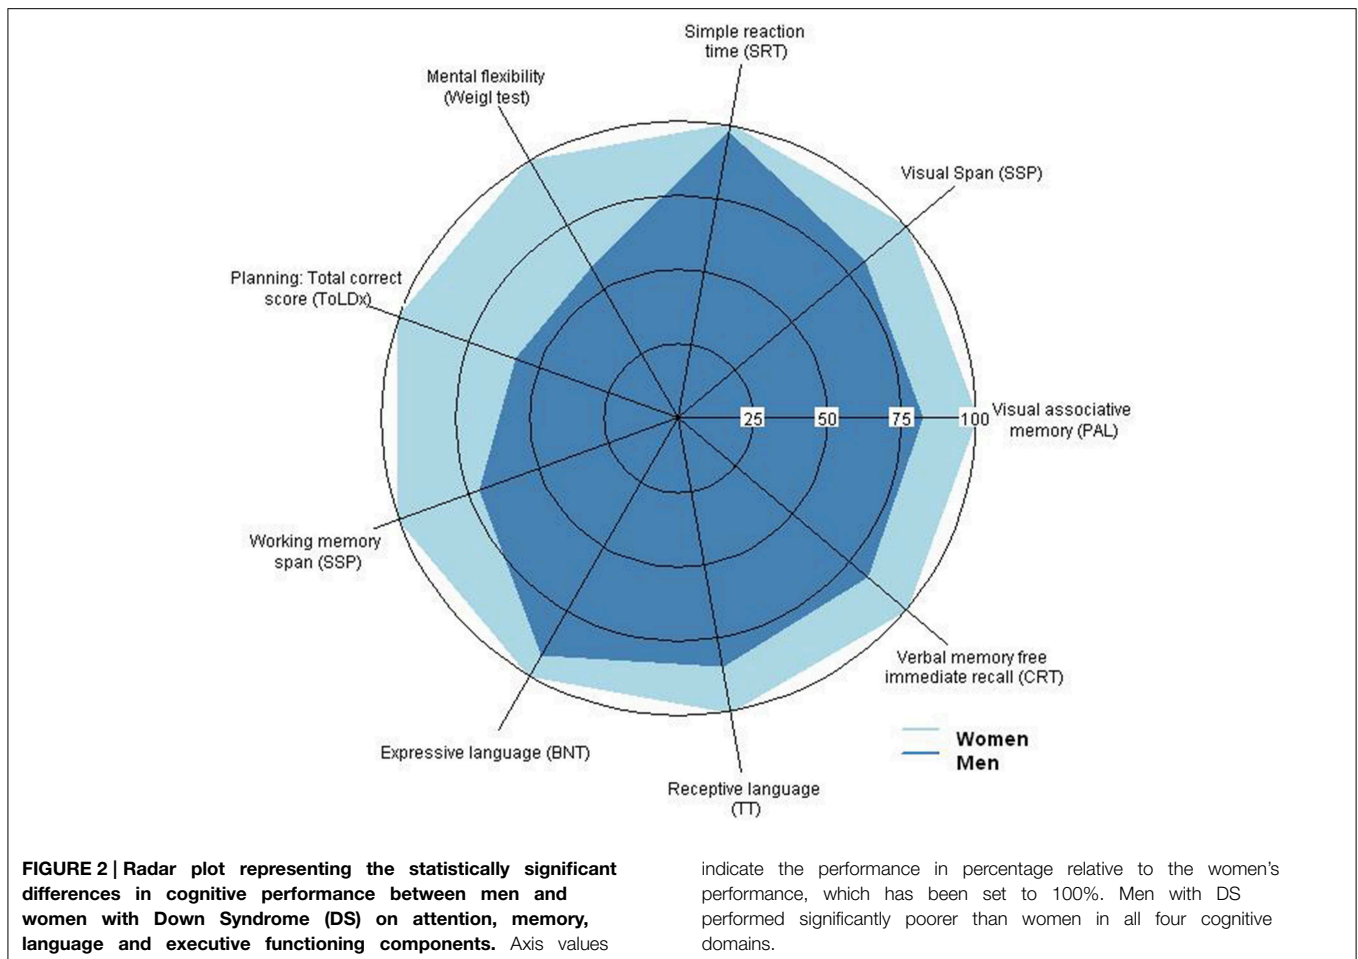 Simple reaction
time (SRT)
Mental flexibility
(Weigl test)
Visual Span (SSP)
Planning: Total correct
score (ToLDx)
25
50
75
100
Visual associative
memory (PAL)
Working memory
span (SSP)
Verbal memory free
immediate recall (CRT)
Expressive language (BNT)
Receptive language
(TT)
Women
Men
FIGURE 2 | Radar plot representing the statistically significant
differences in cognitive performance between men and
women with Down Syndrome (DS) on attention, memory,
language and executive functioning components. Axis values
indicate the performance in percentage relative to the women's
performance, which has been set to 100%. Men with DS
performed significantly poorer than women in all four cognitive
domains.